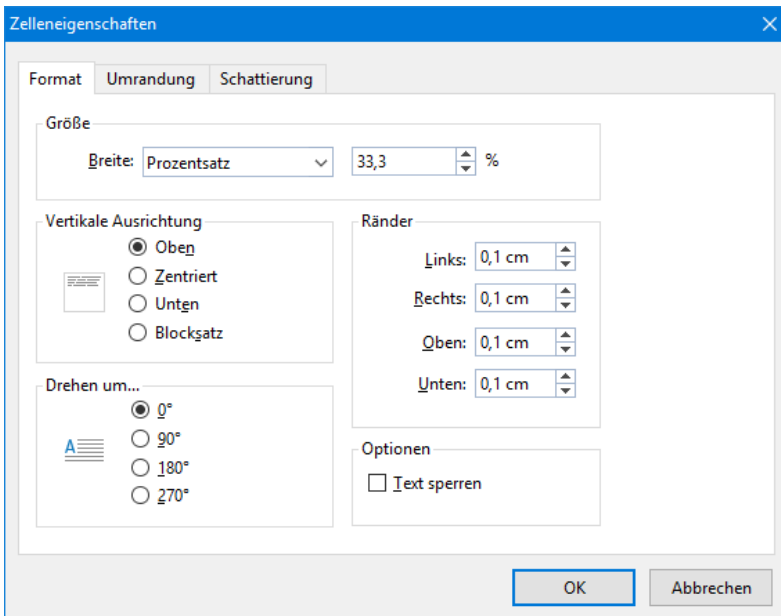 Zelleneigenschaften
Format Umrandung Schattierung
Größe
Breite: Prozentsatz 33,3 %
Vertikale Ausrichtung
Oben
Zentriert
Unten
Blocksatz
Ränder
Links: 0,1 cm
Rechts: 0,1 cm
Oben: 0,1 cm
Unten: 0,1 cm
Drehen um...
A
0°
90°
180°
270°
Optionen
Text sperren
OK Abbrechen